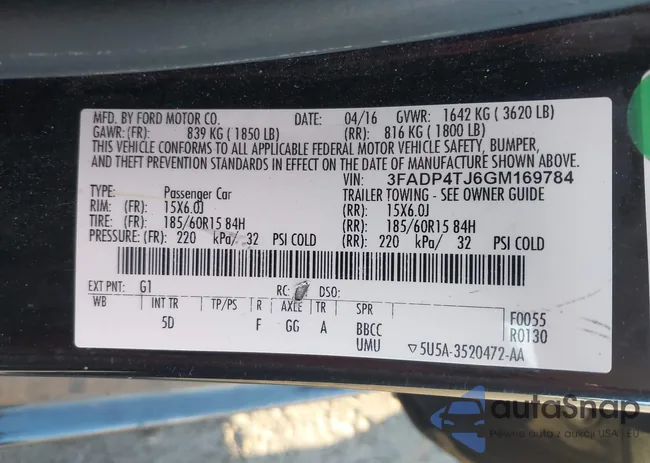 MFD. BY FORD MOTOR CO. DATE: 04/16 GVWR: 1642 KG ( 3620 LB)
GAWR: (FR): 839 KG ( 1850 LB) (RR): 816 KG ( 1800 LB)
THIS VEHICLE CONFORMS TO ALL APPLICABLE FEDERAL MOTOR VEHICLE SAFETY, BUMPER,
AND THEFT PREVENTION STANDARDS IN EFFECT ON THE DATE OF MANUFACTURE SHOWN ABOVE.
VIN: 3FADP4TJ6GM169784
TYPE: Passenger Car TRAILER TOWING - SEE OWNER GUIDE
RIM: (FR): 15X6.0J (RR): 15X6.0J
TIRE: (FR): 185/60R15 84H (RR): 185/60R15 84H
PRESSURE: (FR): 220 kPa/ 32 PSI COLD (RR): 220 kPa/ 32 PSI COLD
EXT PNT: G1 RC: DSO:
WB INT TR TP/PS R AXLE TR SPR F0055
5D F GG A BBCC R0130
UMU ▽5U5A-3520472-AA
autoSnap
Pewne auto z aukcji USA i EU